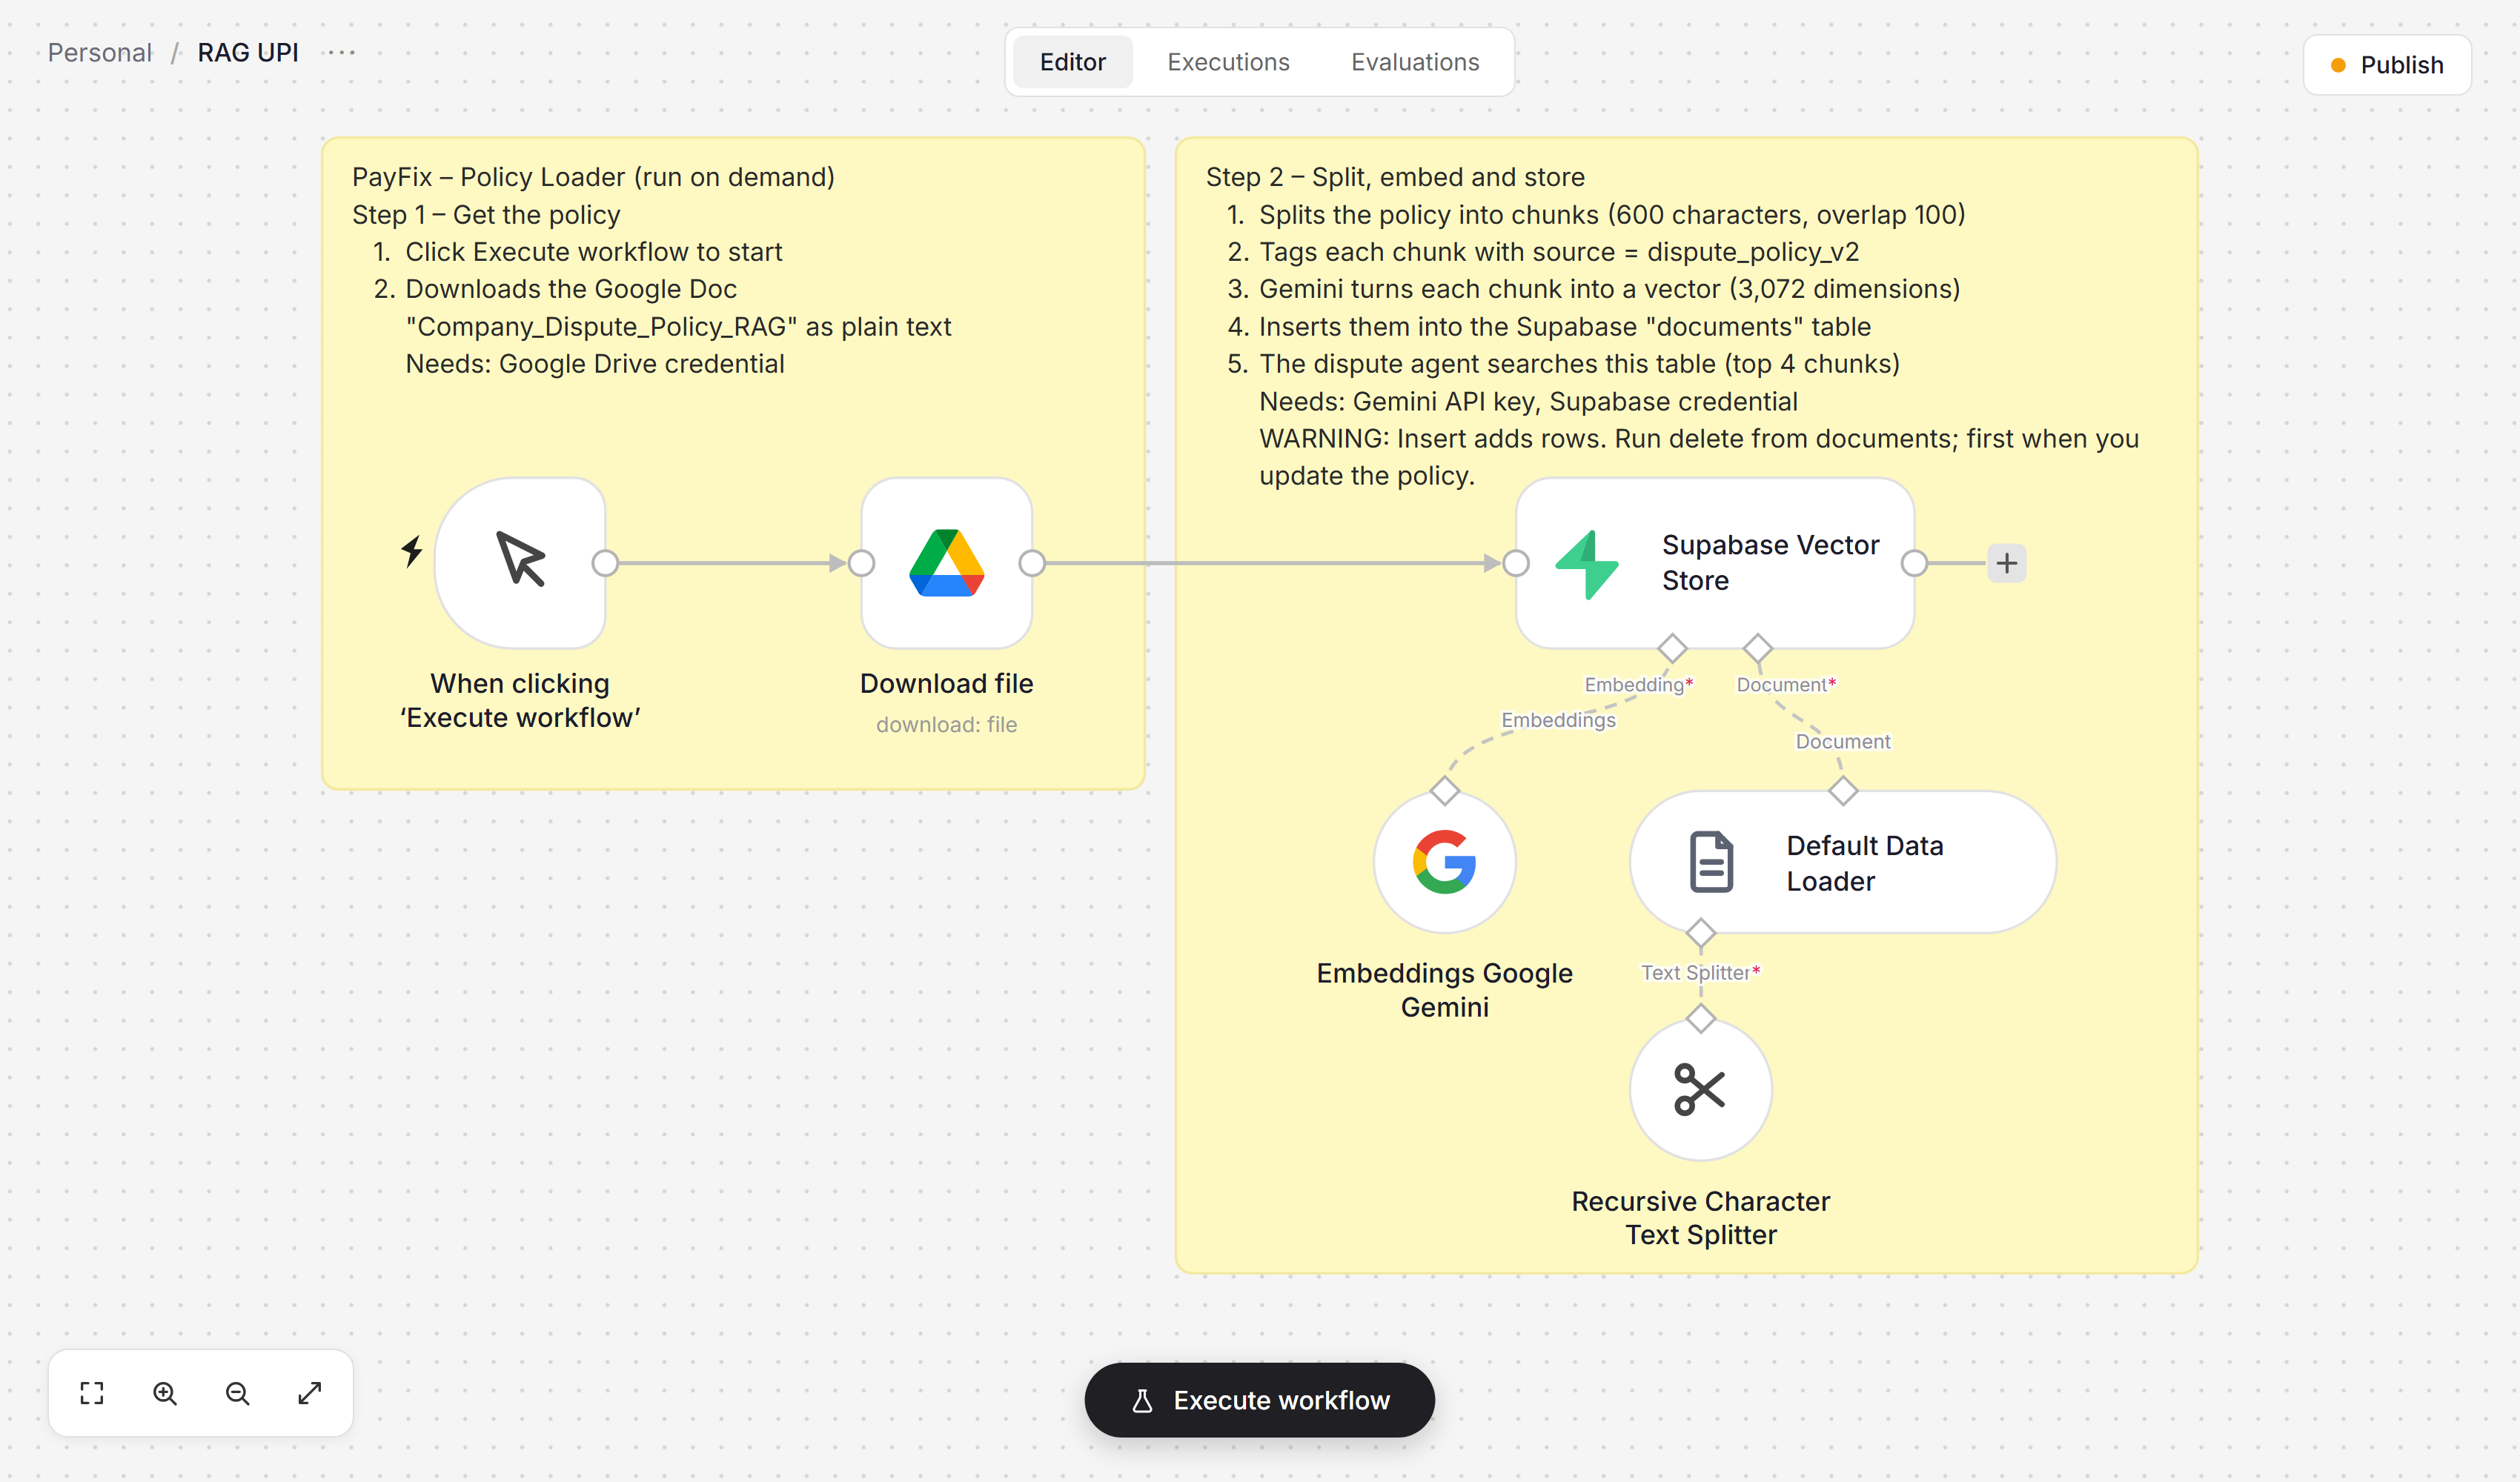 Personal / RAG UPI ...
Editor Executions Evaluations
Publish
PayFix – Policy Loader (run on demand)
Step 1 – Get the policy
1. Click Execute workflow to start
2. Downloads the Google Doc
"Company_Dispute_Policy_RAG" as plain text
Needs: Google Drive credential
Step 2 – Split, embed and store
1. Splits the policy into chunks (600 characters, overlap 100)
2. Tags each chunk with source = dispute_policy_v2
3. Gemini turns each chunk into a vector (3,072 dimensions)
4. Inserts them into the Supabase "documents" table
5. The dispute agent searches this table (top 4 chunks)
Needs: Gemini API key, Supabase credential
WARNING: Insert adds rows. Run delete from documents; first when you
update the policy.
When clicking
‘Execute workflow’
Download file
download: file
Supabase Vector
Store
Embedding*
Document*
Embeddings
Document
Embeddings Google
Gemini
Default Data
Loader
Text Splitter*
Recursive Character
Text Splitter
Execute workflow